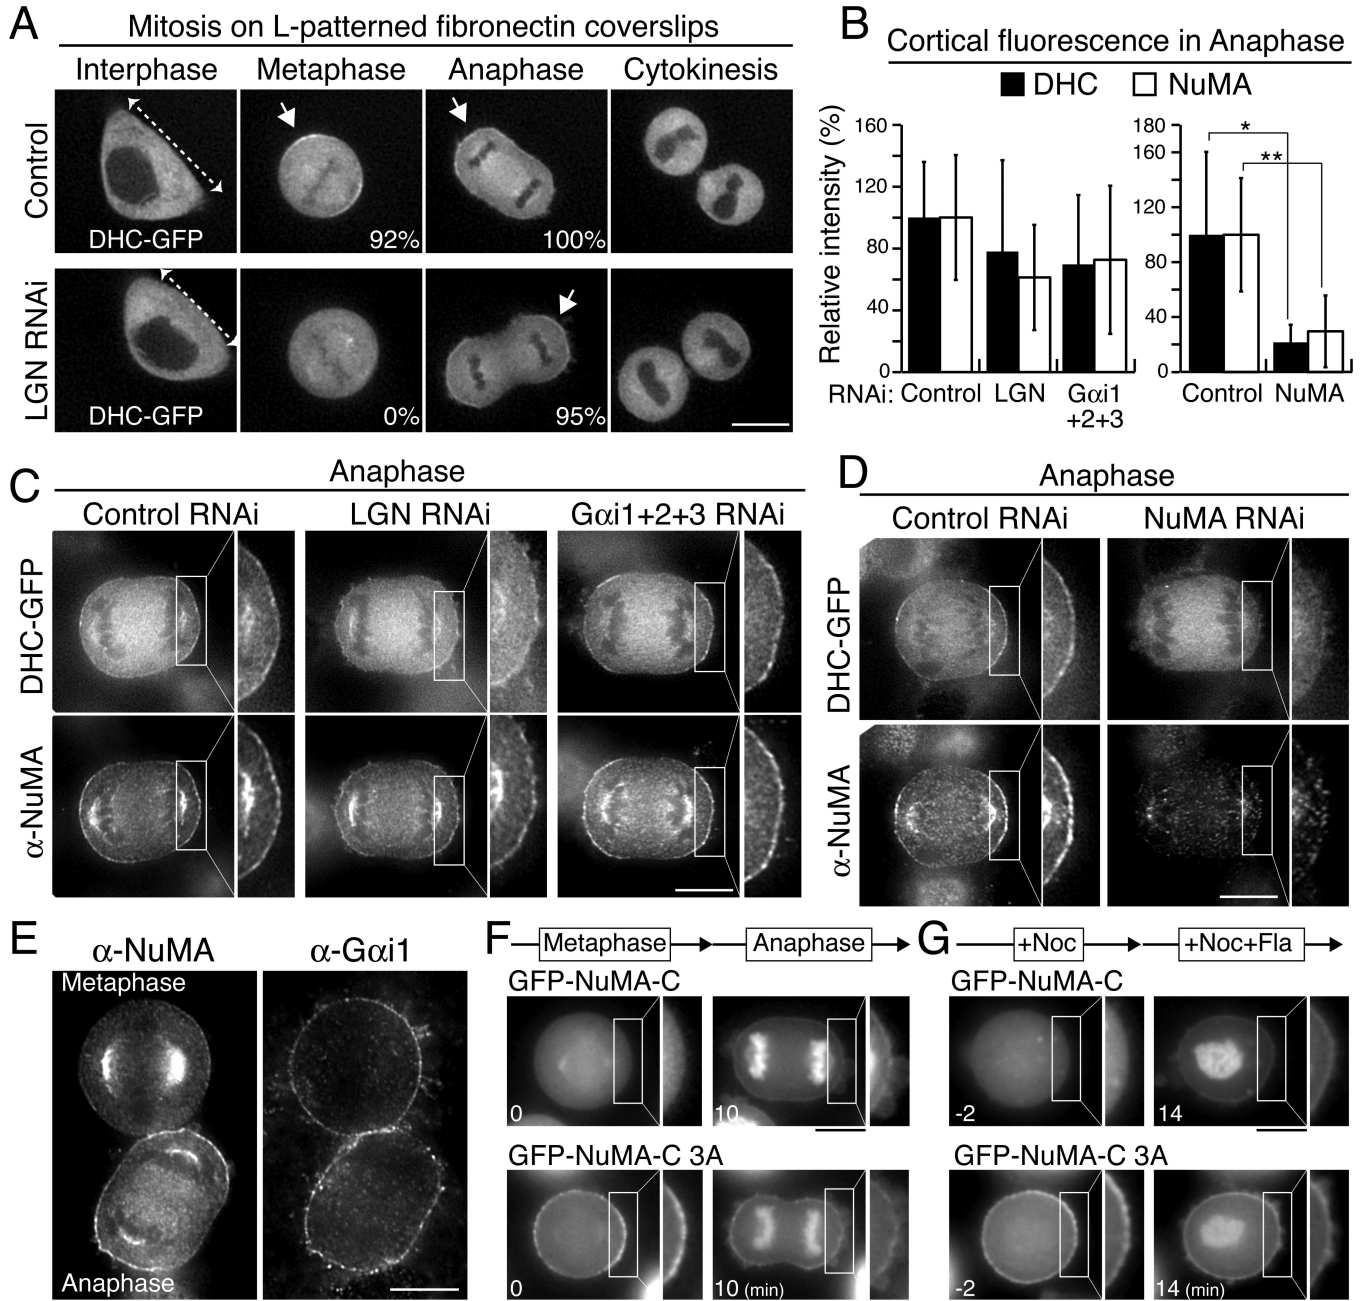 A
Mitosis on L-patterned fibronectin coverslips
Interphase Metaphase Anaphase Cytokinesis
Control
DHC-GFP 92% 100%
LGN RNAi
DHC-GFP 0% 95%
B
Cortical fluorescence in Anaphase
DHC NuMA
Relative intensity (%)
160 120 80 40 0
180 160 120 80 40 0
* **
RNAi: Control LGN Gαi1 +2+3
Control NuMA
C
Anaphase
Control RNAi LGN RNAi Gαi1+2+3 RNAi
DHC-GFP
α-NuMA
D
Anaphase
Control RNAi NuMA RNAi
DHC-GFP
α-NuMA
E
α-NuMA α-Gαi1
Metaphase
Anaphase
F
Metaphase Anaphase
GFP-NuMA-C
0 10
GFP-NuMA-C 3A
0 10 (min)
G
+Noc +Noc+Fla
GFP-NuMA-C
-2 14
GFP-NuMA-C 3A
-2 14 (min)